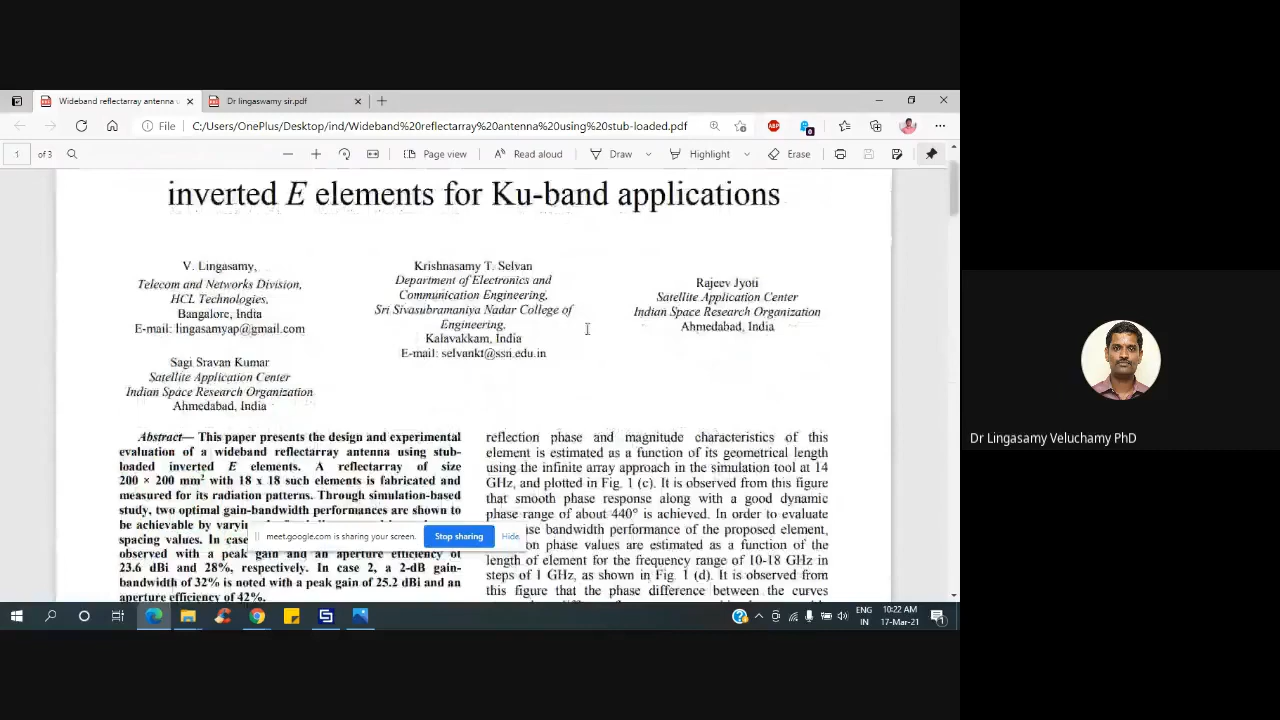 Wideband reflectarray antenna u
Dr lingaswamy sir.pdf
File
C:/Users/OnePlus/Desktop/ind/Wideband%20reflectarray%20antenna%20using%20stub-loaded.pdf
ABP
0
1
of 3
Page view
Read aloud
Draw
Highlight
Erase
inverted E elements for Ku-band applications
V. Lingasamy,
Telecom and Networks Division,
HCL Technologies,
Bangalore, India
E-mail: lingasamyap@gmail.com
Krishnasamy T. Selvan
Department of Electronics and
Communication Engineering,
Sri Sivasubramaniya Nadar College of
Engineering,
Kalavakkam, India
E-mail: selvankt@ssn.edu.in
Rajeev Jyoti
Satellite Application Center
Indian Space Research Organization
Ahmedabad, India
Sagi Sravan Kumar
Satellite Application Center
Indian Space Research Organization
Ahmedabad, India
Abstract— This paper presents the design and experimental
evaluation of a wideband reflectarray antenna using stub-
loaded inverted E elements. A reflectarray of size
200 × 200 mm² with 18 x 18 such elements is fabricated and
measured for its radiation patterns. Through simulation-based
study, two optimal gain-bandwidth performances are shown to
be achievable by
spacing values. In case
observed with a peak gain and an aperture efficiency of
23.6 dBi and 28%, respectively. In case 2, a 2-dB gain-
bandwidth of 32% is noted with a peak gain of 25.2 dBi and an
aperture efficiency of 42%.
reflection phase and magnitude characteristics of this
element is estimated as a function of its geometrical length
using the infinite array approach in the simulation tool at 14
GHz, and plotted in Fig. 1 (c). It is observed from this figure
that smooth phase response along with a good dynamic
phase range of about 440° is achieved. In order to evaluate
bandwidth performance of the proposed element,
phase values are estimated as a function of the
length of element for the frequency range of 10-18 GHz in
steps of 1 GHz, as shown in Fig. 1 (d). It is observed from
this figure that the phase difference between the curves
meet.google.com is sharing your screen.
Stop sharing
Hide
Dr Lingasamy Veluchamy PhD
ENG
IN
10:22 AM
17-Mar-21
1